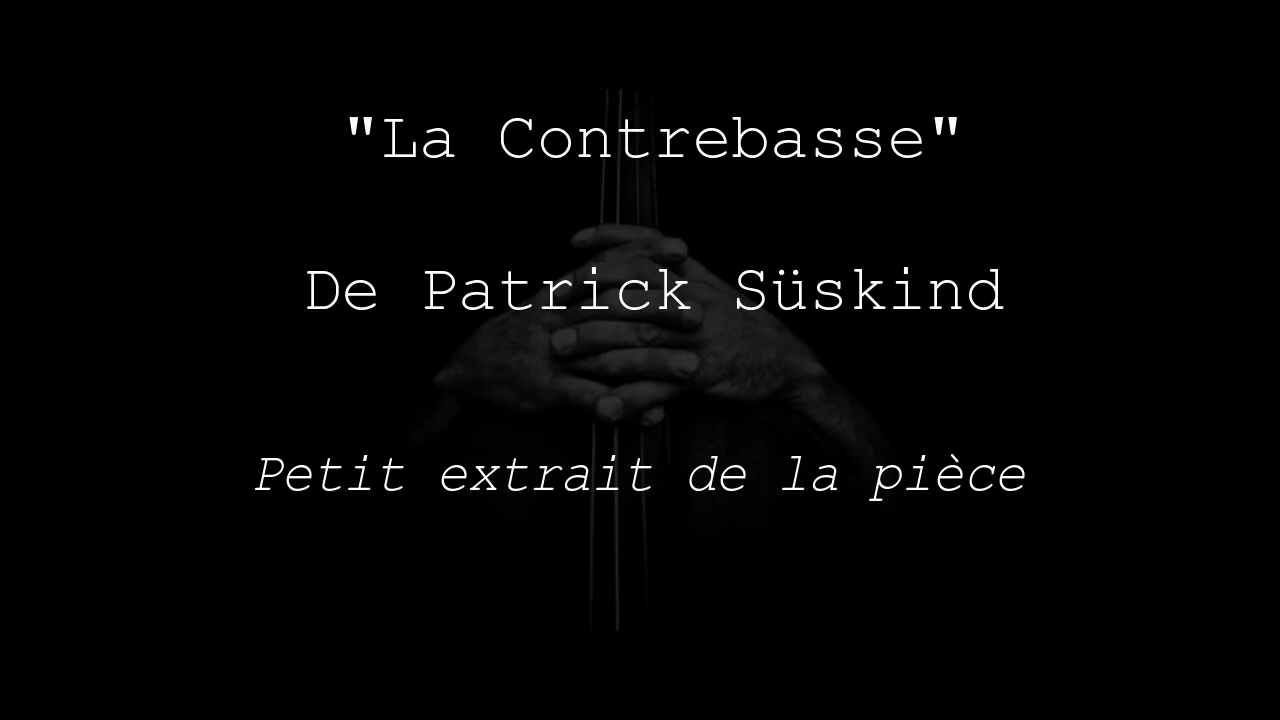 "La Contrebasse"
De Patrick Süskind
Petit extrait de la pièce